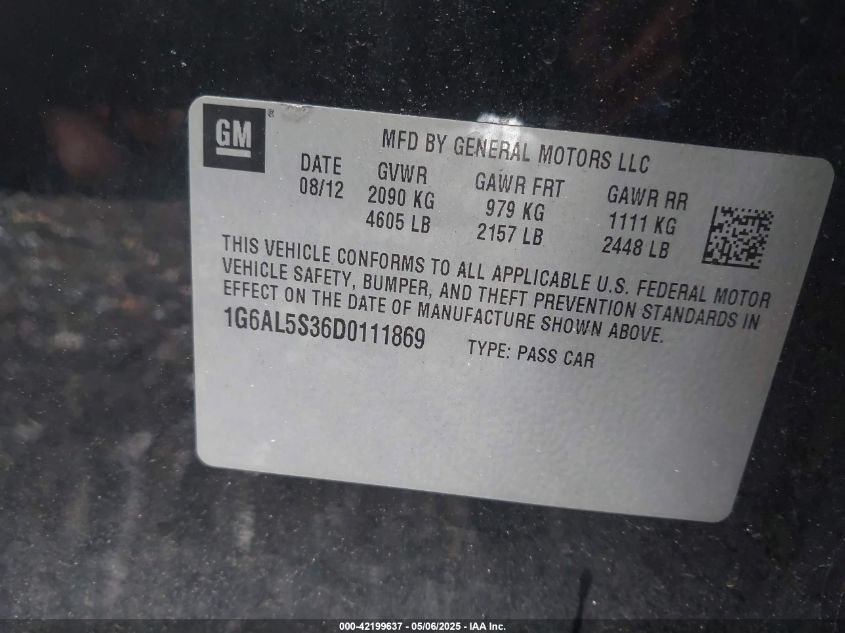 GM ®
MFD BY GENERAL MOTORS LLC
DATE GVWR GAWR FRT GAWR RR
08/12 2090 KG 979 KG 1111 KG
4605 LB 2157 LB 2448 LB
THIS VEHICLE CONFORMS TO ALL APPLICABLE U.S. FEDERAL MOTOR
VEHICLE SAFETY, BUMPER, AND THEFT PREVENTION STANDARDS IN
EFFECT ON THE DATE OF MANUFACTURE SHOWN ABOVE.
1G6AL5S36D0111869 TYPE: PASS CAR
000-42199637 - 05/06/2025 - IAA Inc.